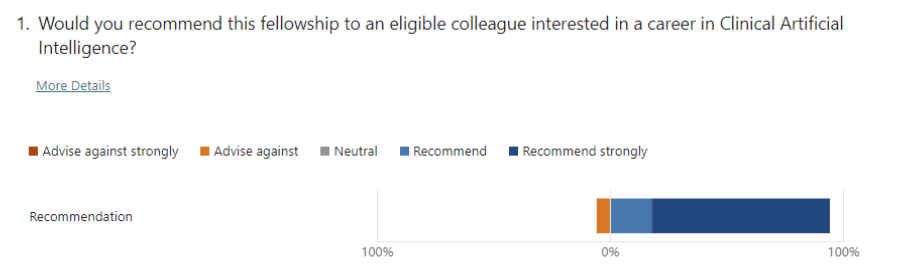 1. Would you recommend this fellowship to an eligible colleague interested in a career in Clinical Artificial
Intelligence?
More Details
Advise against strongly Advise against Neutral Recommend Recommend strongly
Recommendation
100% 0% 100%